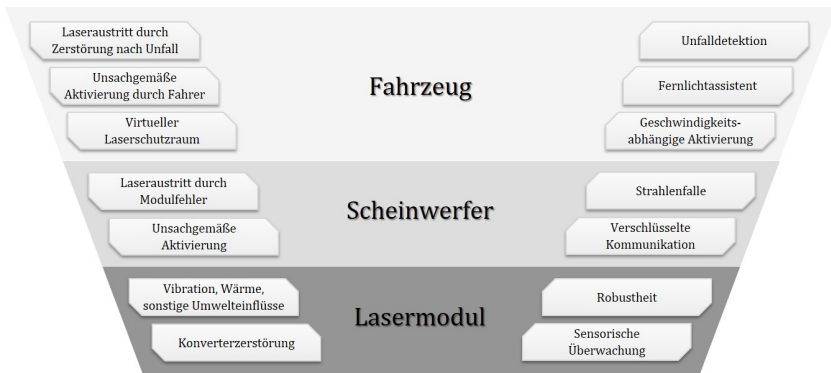 Laseraustritt durch
Zerstörung nach Unfall
Unsachgemäße
Aktivierung durch Fahrer
Virtueller
Laserschutzraum
Fahrzeug
Unfalldetektion
Fernlichtassistent
Geschwindigkeits-
abhängige Aktivierung
Laseraustritt durch
Modulfehler
Unsachgemäße
Aktivierung
Scheinwerfer
Strahlenfalle
Verschlüsselte
Kommunikation
Vibration, Wärme,
sonstige Umwelteinflüsse
Konverterzerstörung
Lasermodul
Robustheit
Sensorische
Überwachung